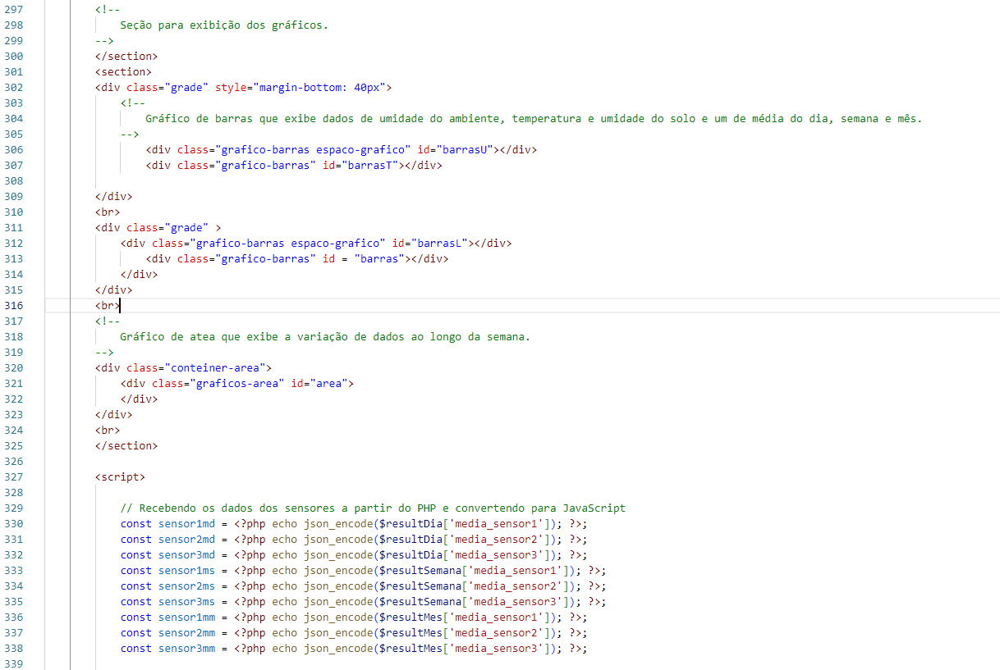 297 <!--
298 Seção para exibição dos gráficos.
299 -->
300 </section>
301 <section>
302 <div class="grade" style="margin-bottom: 40px">
303 <!--
304 Gráfico de barras que exibe dados de umidade do ambiente, temperatura e umidade do solo e um de média do dia, semana e mês.
305 -->
306 <div class="grafico-barras espaco-grafico" id="barrasU"></div>
307 <div class="grafico-barras" id="barrasT"></div>
308
309 </div>
310 <br>
311 <div class="grade" >
312 <div class="grafico-barras espaco-grafico" id="barrasL"></div>
313 <div class="grafico-barras" id = "barras"></div>
314 </div>
315 </div>
316 <br>
317 <!--
318 Gráfico de atea que exibe a variação de dados ao longo da semana.
319 -->
320 <div class="conteiner-area">
321 <div class="graficos-area" id="area">
322 </div>
323 </div>
324 <br>
325 </section>
326
327 <script>
328
329 // Recebendo os dados dos sensores a partir do PHP e convertendo para JavaScript
330 const sensor1md = <?php echo json_encode($resultDia['media_sensor1']); ?>;
331 const sensor2md = <?php echo json_encode($resultDia['media_sensor2']); ?>;
332 const sensor3md = <?php echo json_encode($resultDia['media_sensor3']); ?>;
333 const sensor1ms = <?php echo json_encode($resultSemana['media_sensor1']); ?>;
334 const sensor2ms = <?php echo json_encode($resultSemana['media_sensor2']); ?>;
335 const sensor3ms = <?php echo json_encode($resultSemana['media_sensor3']); ?>;
336 const sensor1mm = <?php echo json_encode($resultMes['media_sensor1']); ?>;
337 const sensor2mm = <?php echo json_encode($resultMes['media_sensor2']); ?>;
338 const sensor3mm = <?php echo json_encode($resultMes['media_sensor3']); ?>;
339